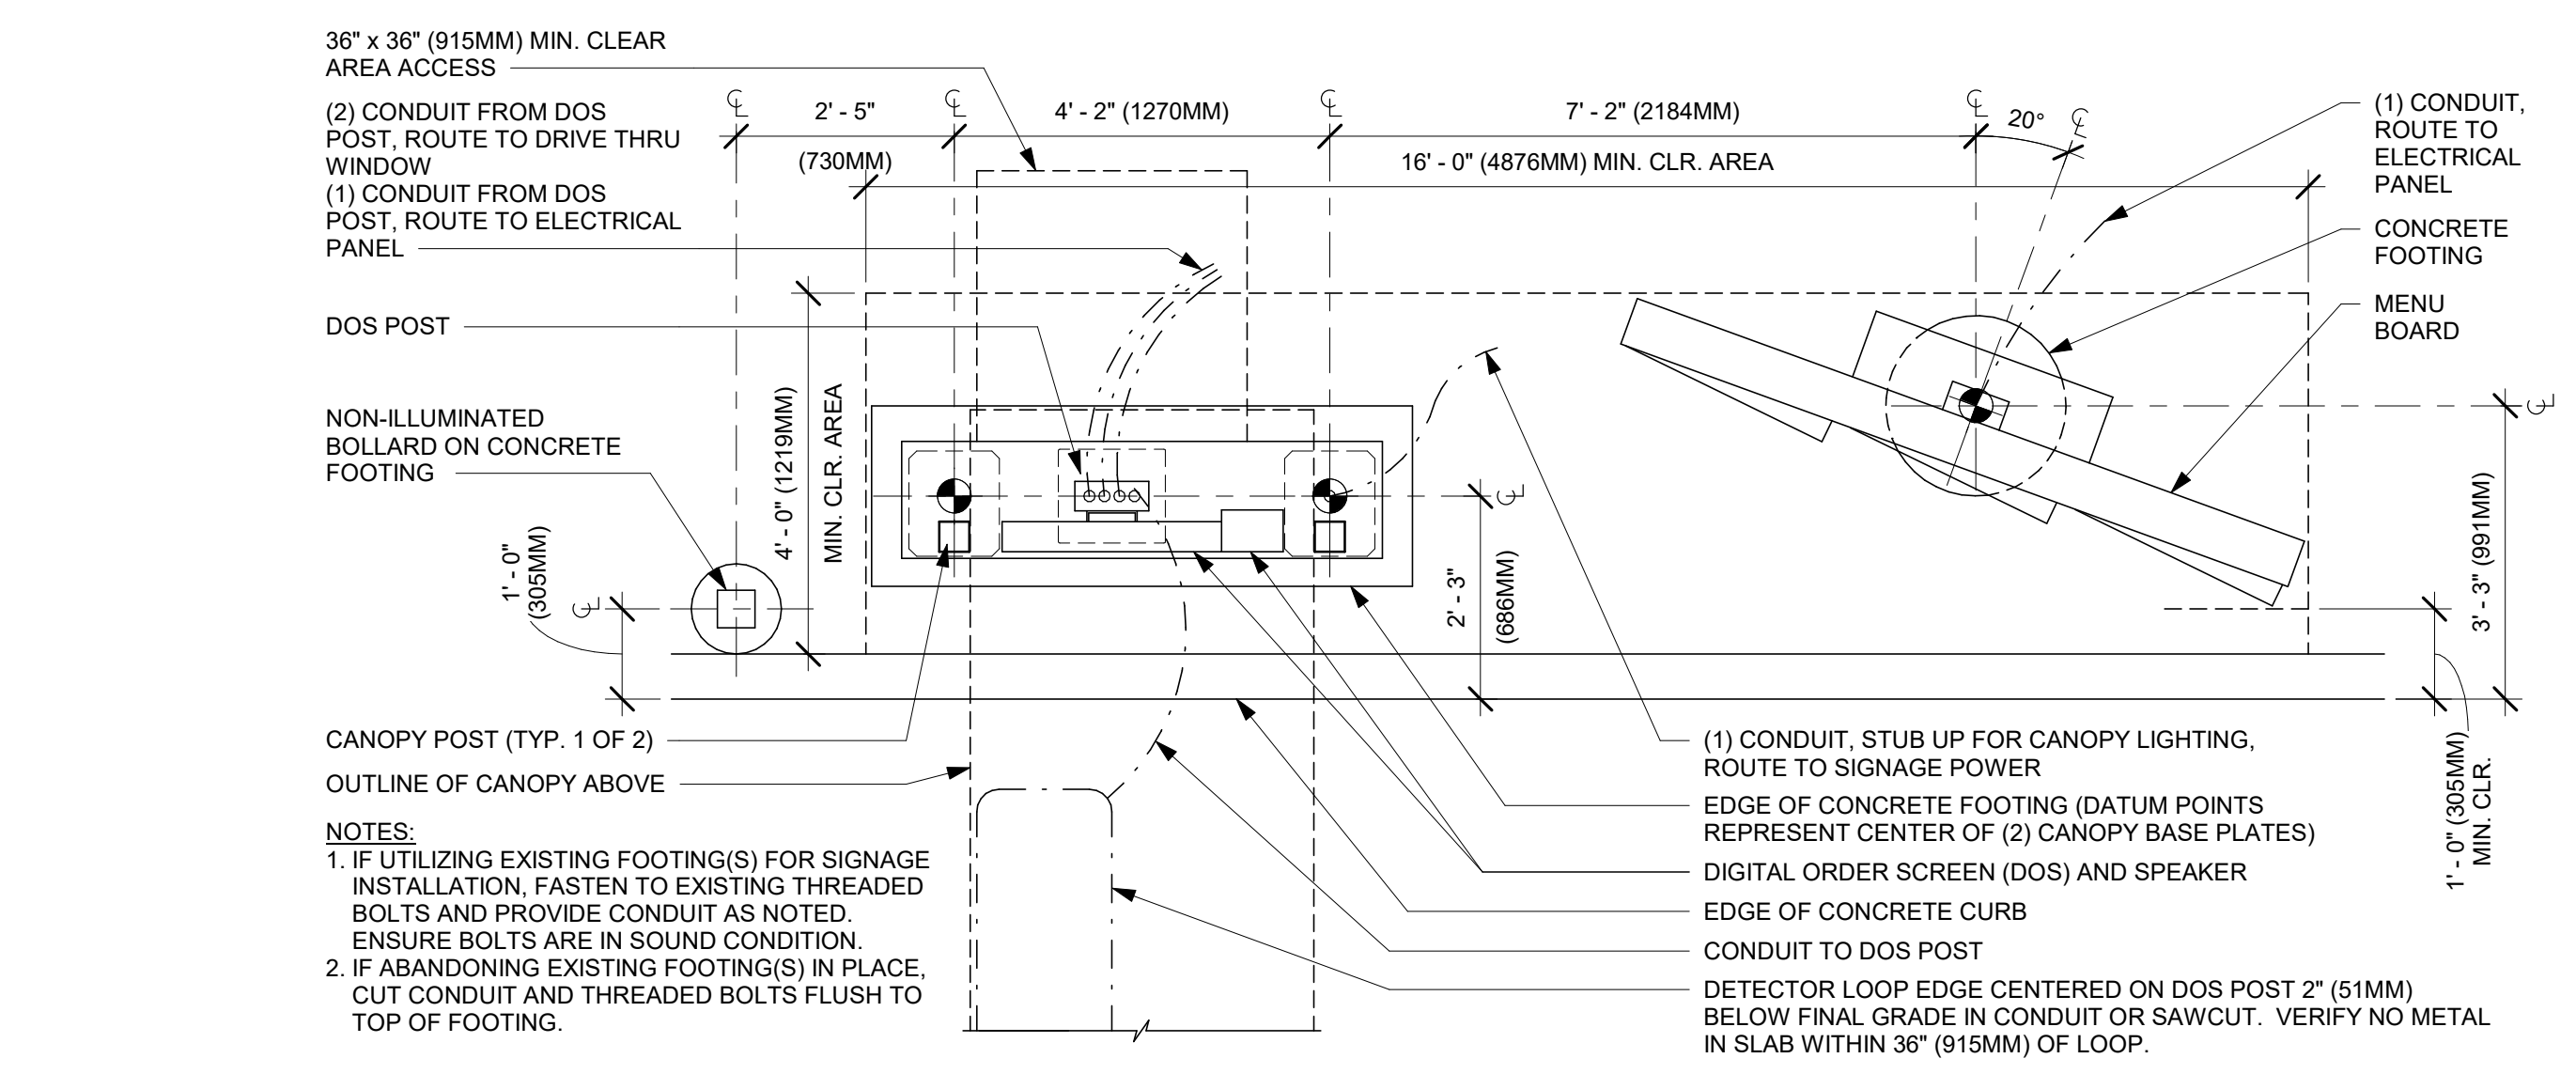 36" x 36" (915MM) MIN. CLEAR
AREA ACCESS
(2) CONDUIT FROM DOS
POST, ROUTE TO DRIVE THRU
WINDOW
(1) CONDUIT FROM DOS
POST, ROUTE TO ELECTRICAL
PANEL
DOS POST
NON-ILLUMINATED
BOLLARD ON CONCRETE
FOOTING
CANOPY POST (TYP. 1 OF 2)
OUTLINE OF CANOPY ABOVE
NOTES:
1. IF UTILIZING EXISTING FOOTING(S) FOR SIGNAGE
INSTALLATION, FASTEN TO EXISTING THREADED
BOLTS AND PROVIDE CONDUIT AS NOTED.
ENSURE BOLTS ARE IN SOUND CONDITION.
2. IF ABANDONING EXISTING FOOTING(S) IN PLACE,
CUT CONDUIT AND THREADED BOLTS FLUSH TO
TOP OF FOOTING.
℄
℄
℄
℄
℄
2' - 5"
(730MM)
4' - 2" (1270MM)
7' - 2" (2184MM)
20°
16' - 0" (4876MM) MIN. CLR. AREA
4' - 0" (1219MM)
MIN. CLR. AREA
1' - 0"
(305MM)
℄
2' - 3"
(686MM)
℄
℄
3' - 3" (991MM)
1' - 0" (305MM)
MIN. CLR.
(1) CONDUIT,
ROUTE TO
ELECTRICAL
PANEL
CONCRETE
FOOTING
MENU
BOARD
(1) CONDUIT, STUB UP FOR CANOPY LIGHTING,
ROUTE TO SIGNAGE POWER
EDGE OF CONCRETE FOOTING (DATUM POINTS
REPRESENT CENTER OF (2) CANOPY BASE PLATES)
DIGITAL ORDER SCREEN (DOS) AND SPEAKER
EDGE OF CONCRETE CURB
CONDUIT TO DOS POST
DETECTOR LOOP EDGE CENTERED ON DOS POST 2" (51MM)
BELOW FINAL GRADE IN CONDUIT OR SAWCUT. VERIFY NO METAL
IN SLAB WITHIN 36" (915MM) OF LOOP.